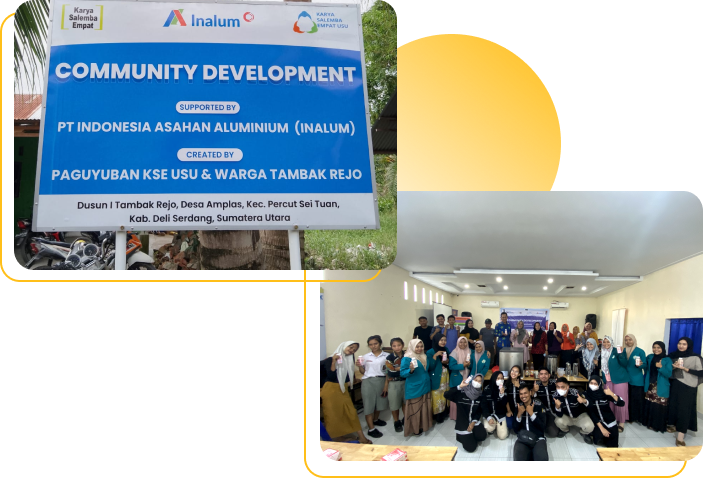 Karya
Salemba
Empat
Inalum
KARYA
SALEMBA
EMPAT USU
COMMUNITY DEVELOPMENT
SUPPORTED BY
PT INDONESIA ASAHAN ALUMINIUM (INALUM)
CREATED BY
PAGUYUBAN KSE USU & WARGA TAMBAK REJO
Dusun I Tambak Rejo, Desa Amplas, Kec. Percut Sei Tuan,
Kab. Deli Serdang, Sumatera Utara